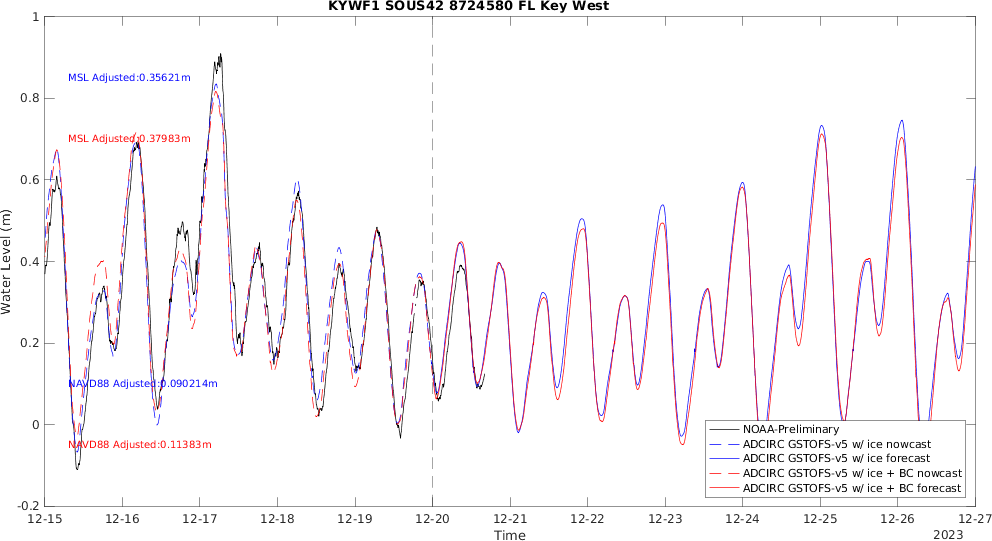 KYWF1 SOUS42 8724580 FL Key West
1
0.8
0.6
0.4
0.2
0
-0.2
Water Level (m)
MSL Adjusted:0.35621m
MSL Adjusted:0.37983m
NAVD88 Adjusted:0.090214m
NAVD88 Adjusted:0.11383m
NOAA-Preliminary
ADCIRC GSTOFS-v5 w/ ice nowcast
ADCIRC GSTOFS-v5 w/ ice forecast
ADCIRC GSTOFS-v5 w/ ice + BC nowcast
ADCIRC GSTOFS-v5 w/ ice + BC forecast
12-15 12-16 12-17 12-18 12-19 12-20 12-21 12-22 12-23 12-24 12-25 12-26 12-27
Time
2023